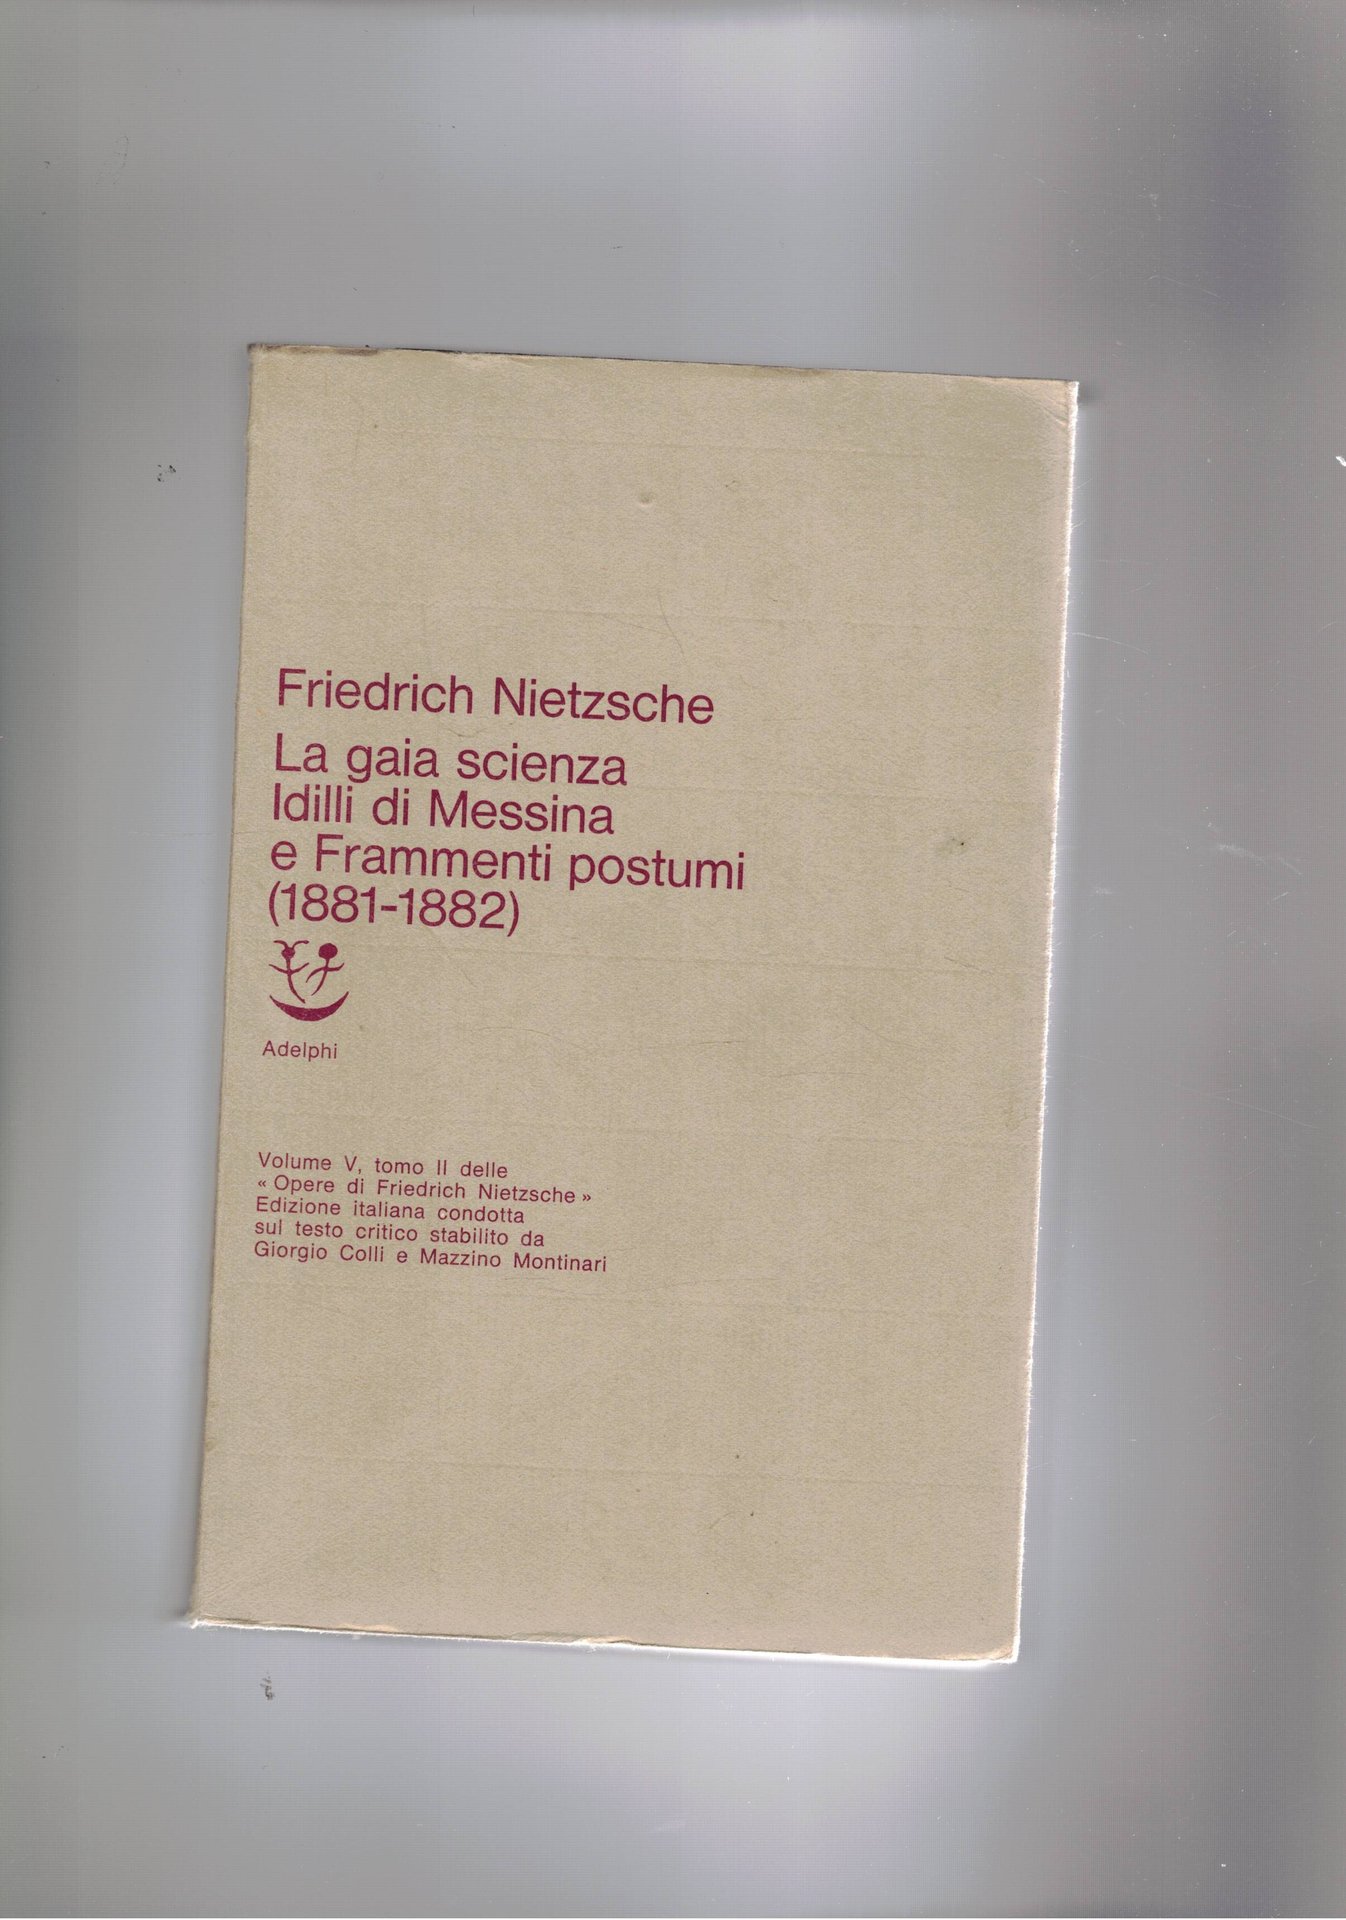 Friedrich Nietzsche
La gaia scienza
Idilli di Messina
e Frammenti postumi
(1881-1882)
Adelphi
Volume V, tomo II delle
« Opere di Friedrich Nietzsche »
Edizione italiana condotta
sul testo critico stabilito da
Giorgio Colli e Mazzino Montinari